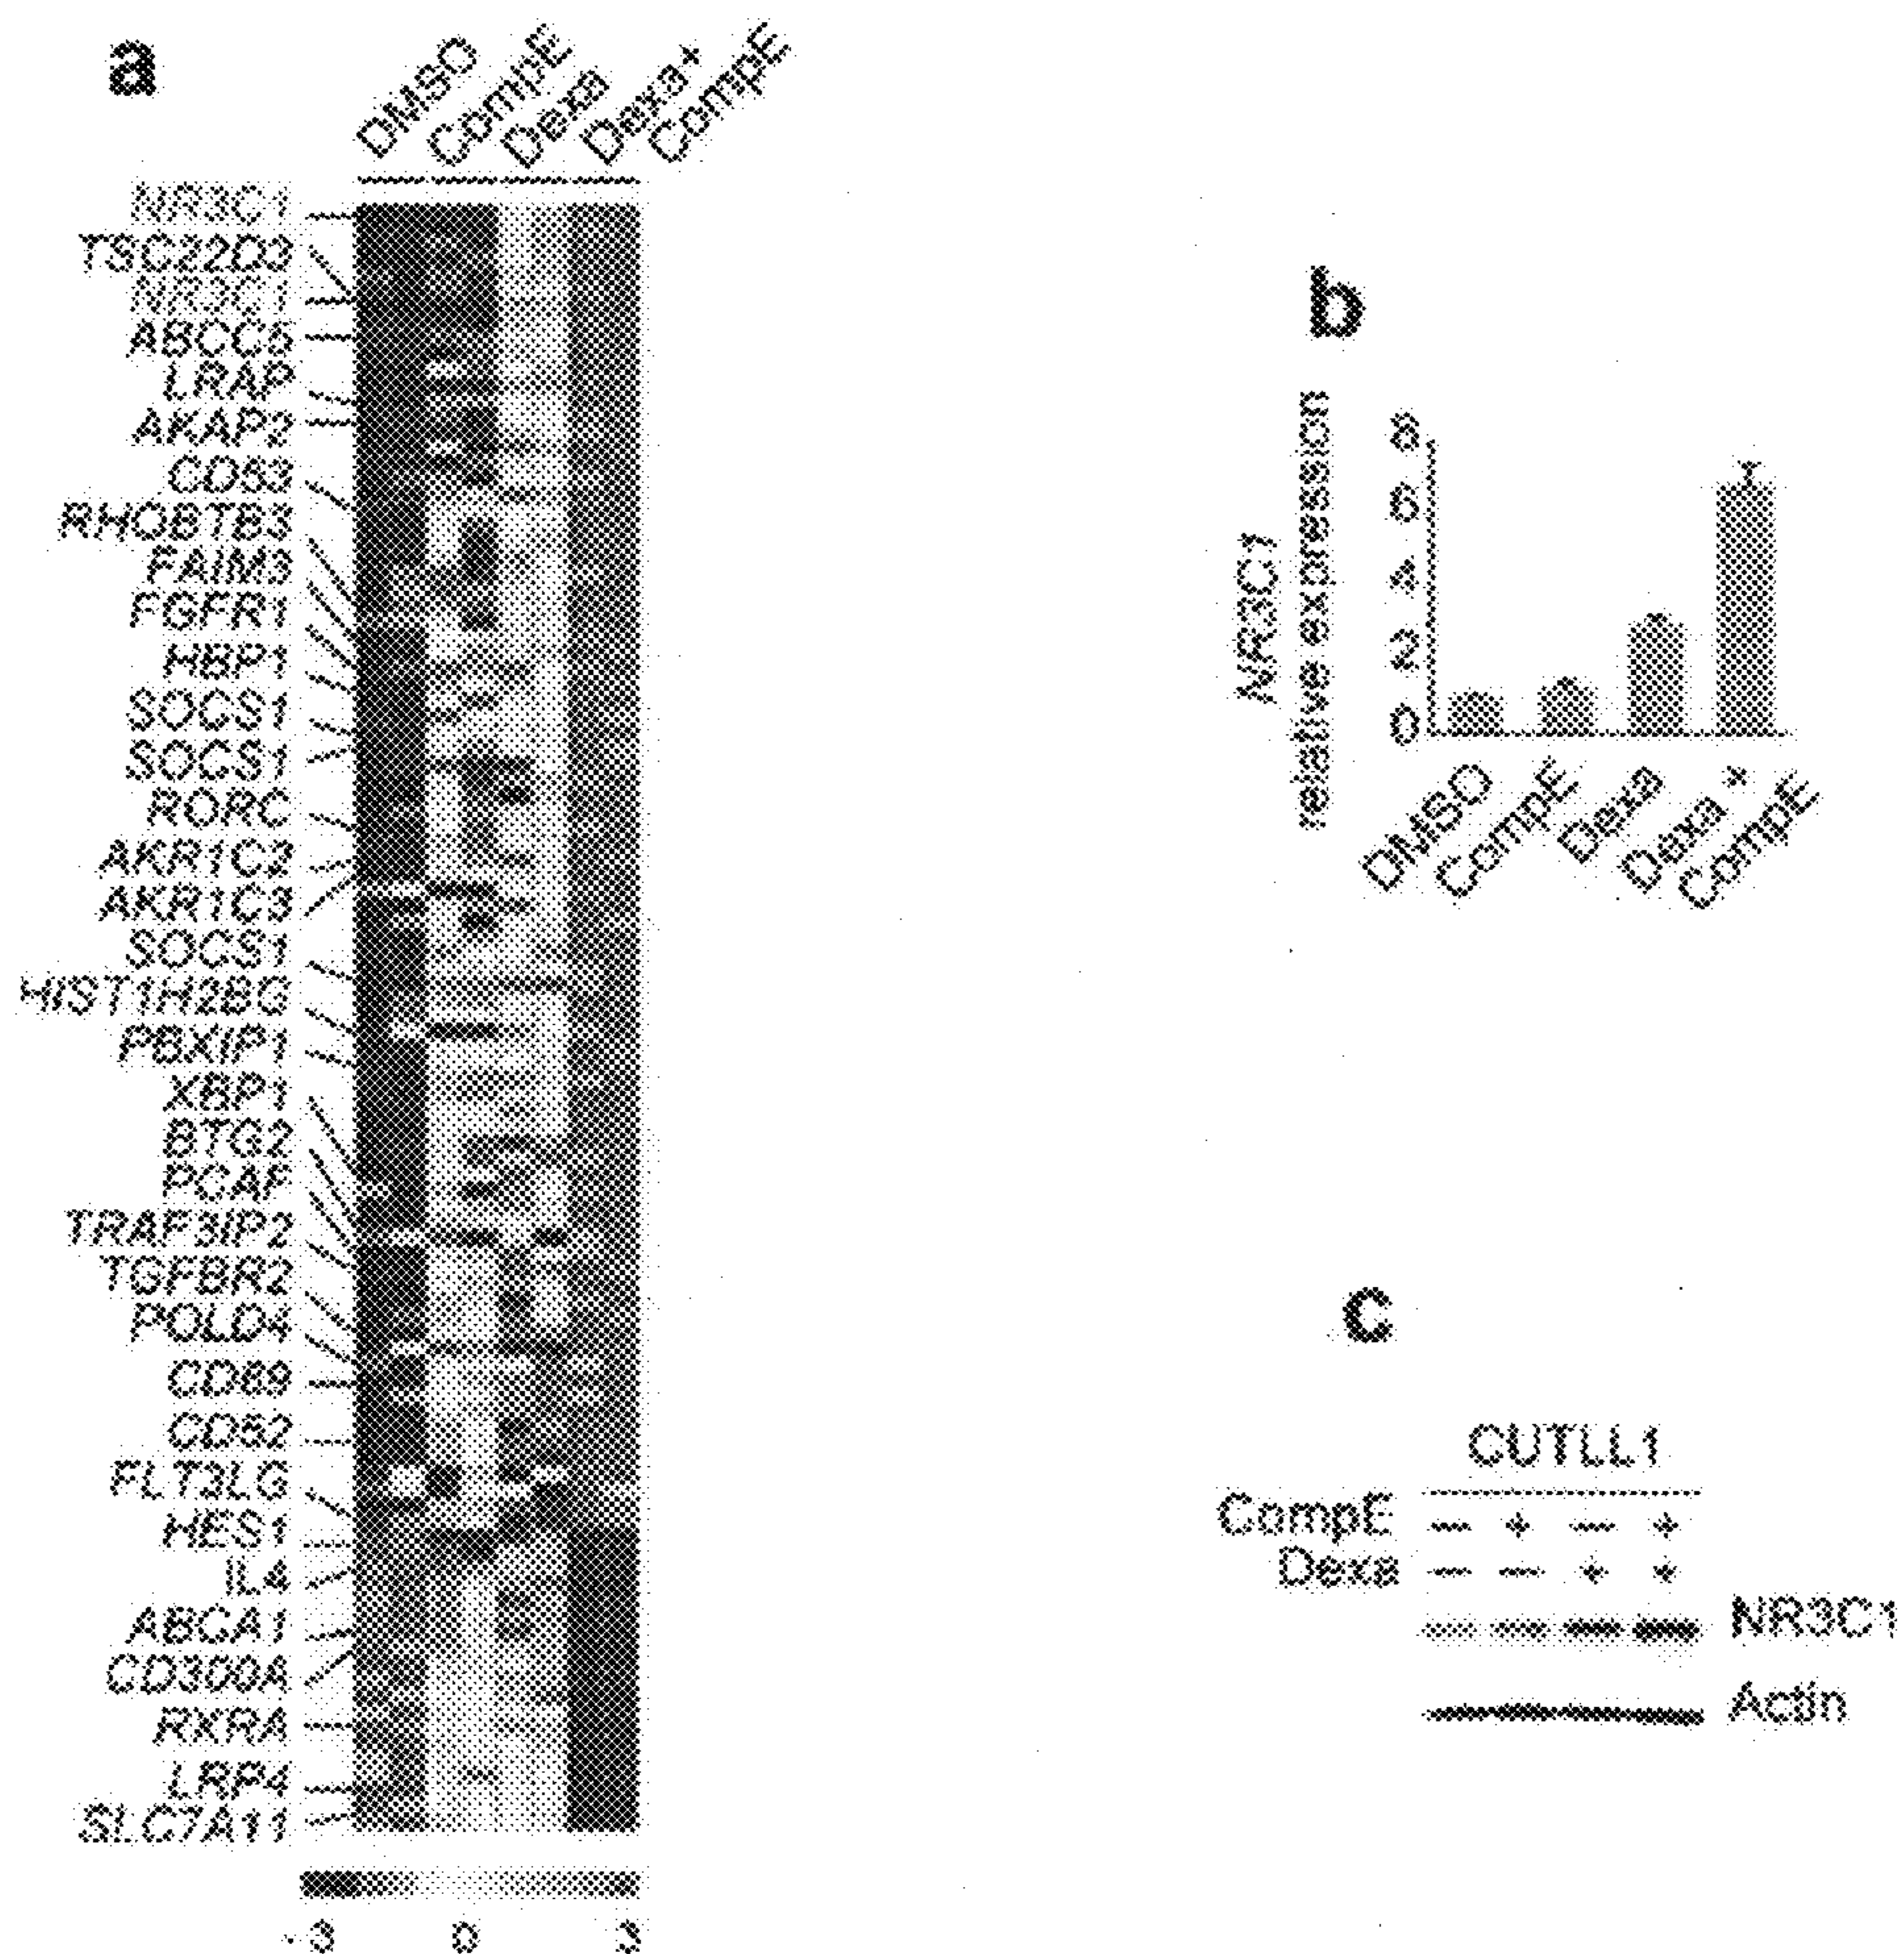 a
DMSO
CompE
Dexa
Dexa+
CompE
NR3C1
TSC22D3
NR3C1
ABCC5
LRAP
AKAP2
CD53
RHOBTB3
FAIM3
FGFR1
HBP1
SOCS1
SOCS1
RORC
AKR1C2
AKR1C3
SOCS1
HIST1H2BG
PBXIP1
XBP1
BTG2
PCAF
TRAF3IP2
TGFBR2
POLD4
CD69
CD52
FLT3LG
HES1
IL4
ABCA1
CD300A
RXRA
LRP4
SLC7A11
-3 0 3
b
NR3C1
relative expression
8
6
4
2
0
DMSO
CompE
Dexa
Dexa+
CompE
c
CUTLL1
CompE - + - +
Dexa - - + +
NR3C1
Actin